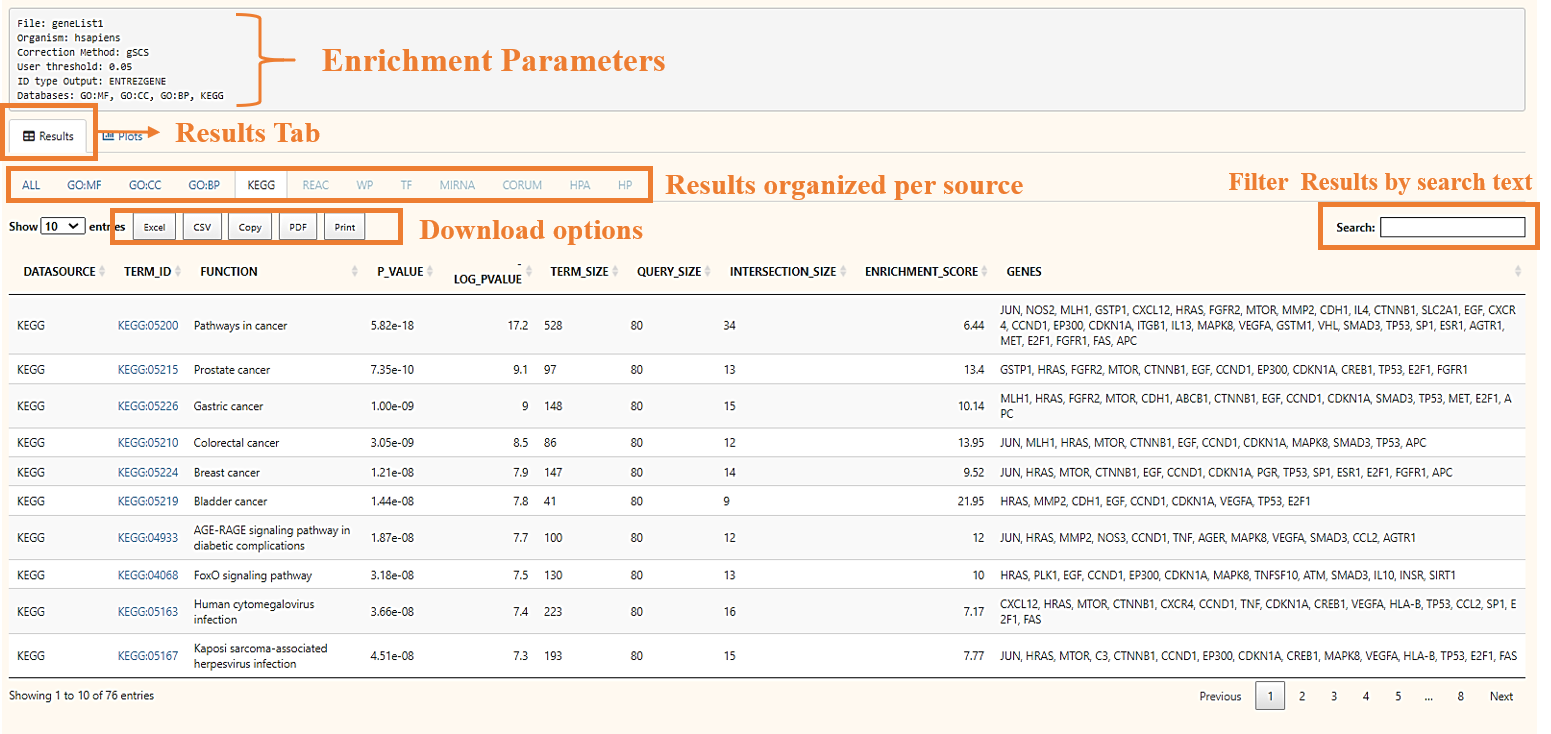 File: geneList1
Organism: hsapiens
Correction Method: gSCS
User threshold: 0.05
ID type Output: ENTREZGENE
Databases: GO:MF, GO:CC, GO:BP, KEGG
Enrichment Parameters
Results Plots
Results Tab
ALL GO:MF GO:CC GO:BP KEGG REAC WP TF MIRNA CORUM HPA HP
Results organized per source
Filter Results by search text
Show 10 entries Excel CSV Copy PDF Print
Download options
Search:
DATASOURCE TERM_ID FUNCTION P_VALUE -LOG_PVALUE TERM_SIZE QUERY_SIZE INTERSECTION_SIZE ENRICHMENT_SCORE GENES
KEGG KEGG:05200 Pathways in cancer 5.82e-18 17.2 528 80 34 6.44 JUN, NOS2, MLH1, GSTP1, CXCL12, HRAS, FGFR2, MTOR, MMP2, CDH1, IL4, CTNNB1, SLC2A1, EGF, CXCR
4, CCND1, EP300, CDKN1A, ITGB1, IL13, MAPK8, VEGFA, GSTM1, VHL, SMAD3, TP53, SP1, ESR1, AGTR1,
MET, E2F1, FGFR1, FAS, APC
KEGG KEGG:05215 Prostate cancer 7.35e-10 9.1 97 80 13 13.4 GSTP1, HRAS, FGFR2, MTOR, CTNNB1, EGF, CCND1, EP300, CDKN1A, CREB1, TP53, E2F1, FGFR1
KEGG KEGG:05226 Gastric cancer 1.00e-09 9 148 80 15 10.14 MLH1, HRAS, FGFR2, MTOR, CDH1, ABCB1, CTNNB1, EGF, CCND1, CDKN1A, SMAD3, TP53, MET, E2F1, A
PC
KEGG KEGG:05210 Colorectal cancer 3.05e-09 8.5 86 80 12 13.95 JUN, MLH1, HRAS, MTOR, CTNNB1, EGF, CCND1, CDKN1A, MAPK8, SMAD3, TP53, APC
KEGG KEGG:05224 Breast cancer 1.21e-08 7.9 147 80 14 9.52 JUN, HRAS, MTOR, CTNNB1, EGF, CCND1, CDKN1A, PGR, TP53, SP1, ESR1, E2F1, FGFR1, APC
KEGG KEGG:05219 Bladder cancer 1.44e-08 7.8 41 80 9 21.95 HRAS, MMP2, CDH1, EGF, CCND1, CDKN1A, VEGFA, TP53, E2F1
KEGG KEGG:04933 AGE-RAGE signaling pathway in
diabetic complications 1.87e-08 7.7 100 80 12 12 JUN, HRAS, MMP2, NOS3, CCND1, TNF, AGER, MAPK8, VEGFA, SMAD3, CCL2, AGTR1
KEGG KEGG:04068 FoxO signaling pathway 3.18e-08 7.5 130 80 13 10 HRAS, PLK1, EGF, CCND1, EP300, CDKN1A, MAPK8, TNFSF10, ATM, SMAD3, IL10, INSR, SIRT1
KEGG KEGG:05163 Human cytomegalovirus
infection 3.66e-08 7.4 223 80 16 7.17 CXCL12, HRAS, MTOR, CTNNB1, CXCR4, CCND1, TNF, CDKN1A, CREB1, VEGFA, HLA-B, TP53, CCL2, SP1, E
2F1, FAS
KEGG KEGG:05167 Kaposi sarcoma-associated
herpesvirus infection 4.51e-08 7.3 193 80 15 7.77 JUN, HRAS, MTOR, C3, CTNNB1, CCND1, EP300, CDKN1A, CREB1, MAPK8, VEGFA, HLA-B, TP53, E2F1, FAS
Showing 1 to 10 of 76 entries
Previous 1 2 3 4 5 ... 8 Next